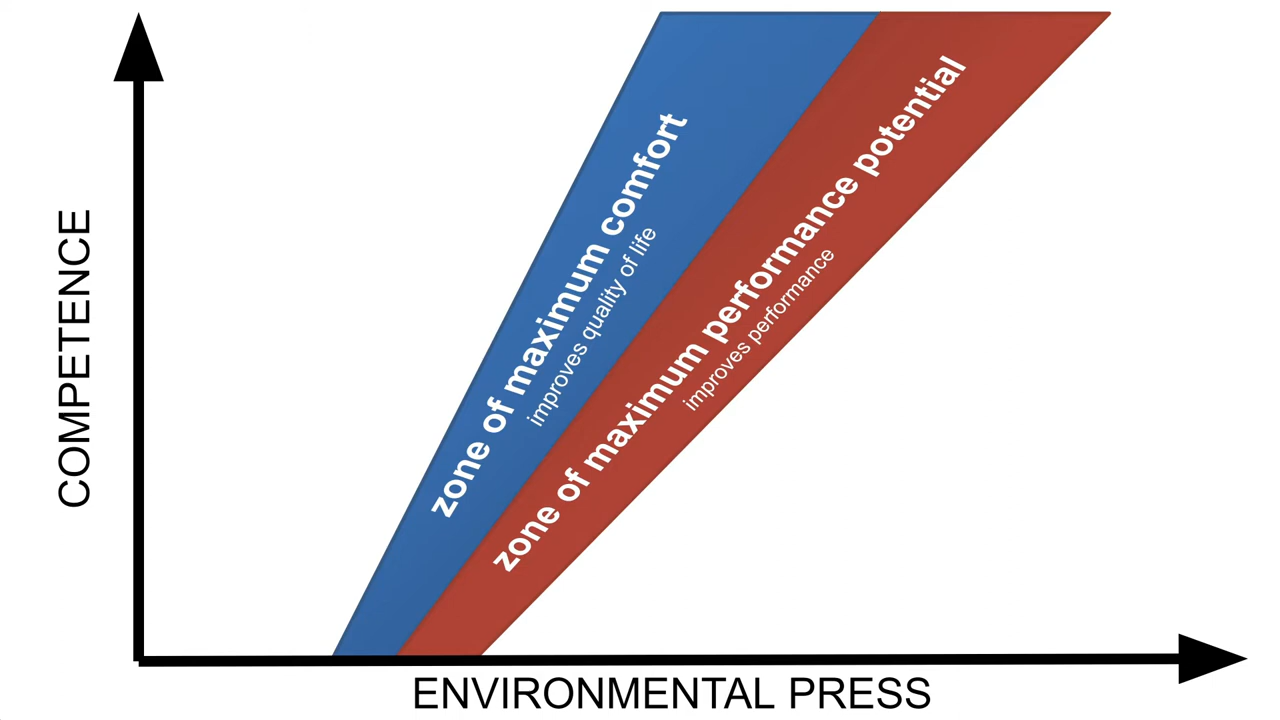 COMPETENCE
zone of maximum comfort
improves quality of life
zone of maximum performance potential
improves performance
ENVIRONMENTAL PRESS